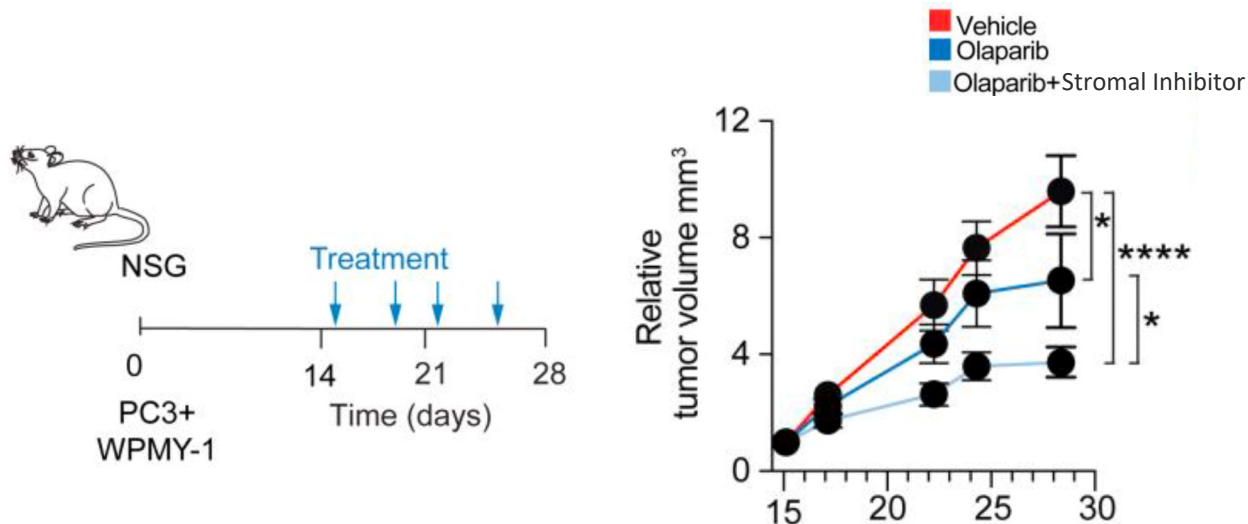 NSG
Treatment
0
14
21
28
Time (days)
PC3+
WPMY-1
Vehicle
Olaparib
Olaparib+Stromal Inhibitor
Relative
tumor volume mm³
12
8
4
0
15
20
25
30
*
****
*